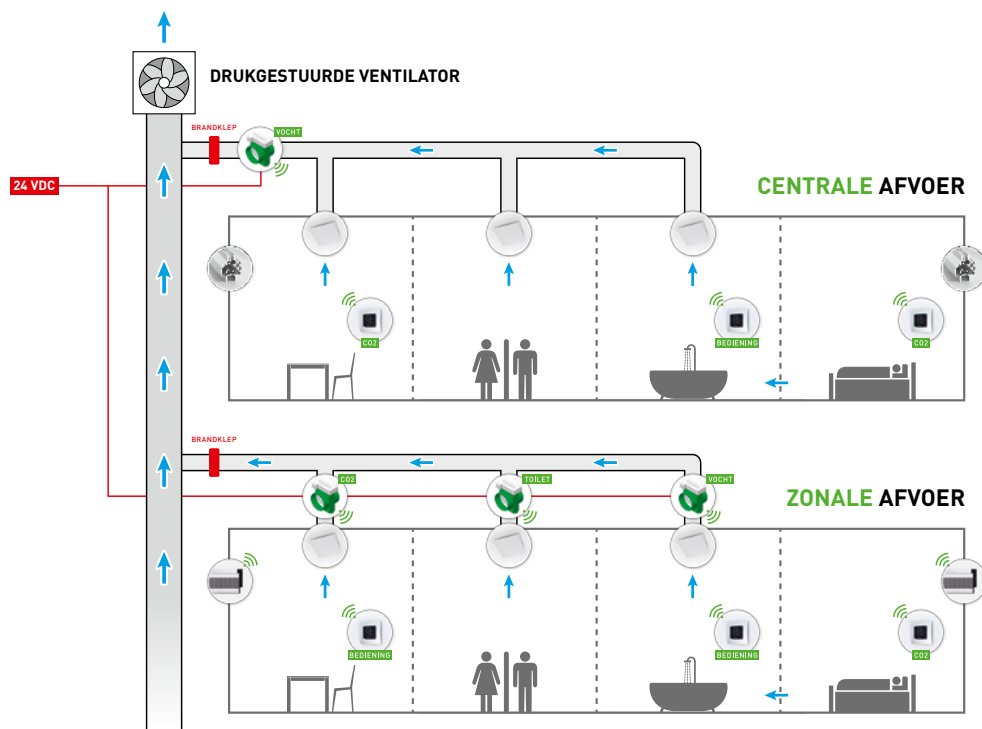 DRUKGESTUURDE VENTILATOR
BRANDKLEP
VOCHT
24 VDC
CENTRALE AFVOER
CO2
BEDIENING
CO2
BRANDKLEP
CO2
TOILET
VOCHT
ZONALE AFVOER
BEDIENING
BEDIENING
CO2